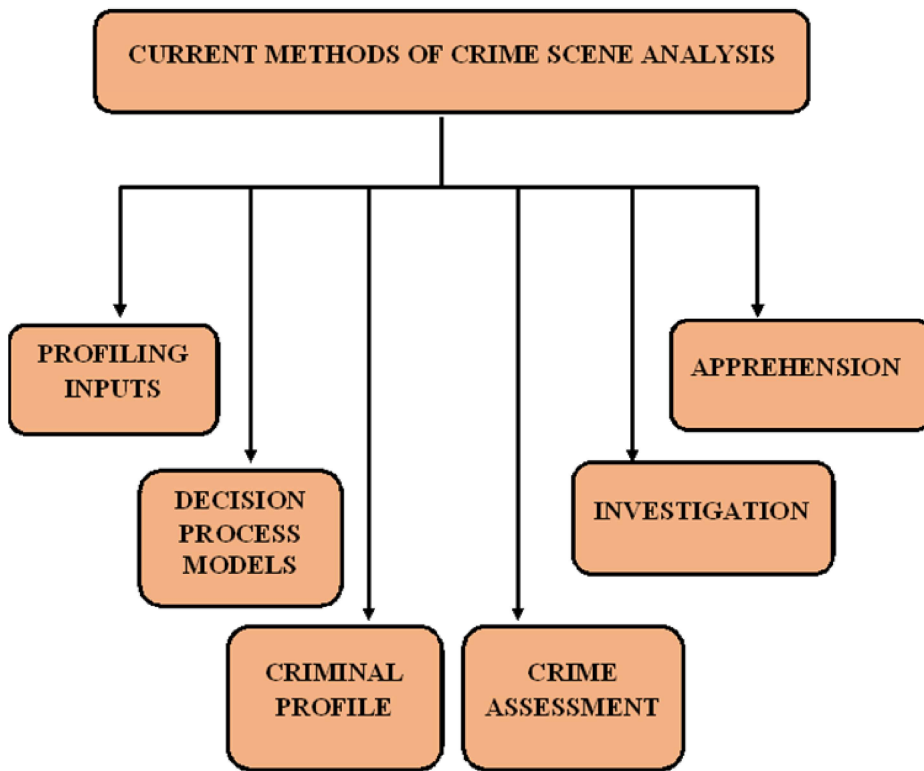 CURRENT METHODS OF CRIME SCENE ANALYSIS
PROFILING
INPUTS
DECISION
PROCESS
MODELS
CRIMINAL
PROFILE
CRIME
ASSESSMENT
INVESTIGATION
APPREHENSION